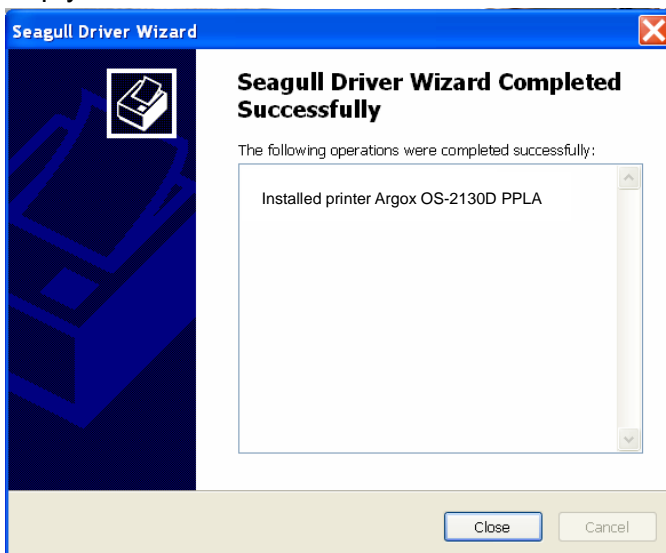 Seagull Driver Wizard
Seagull Driver Wizard Completed
Successfully
The following operations were completed successfully:
Installed printer Argox OS-2130D PPLA
Close
Cancel